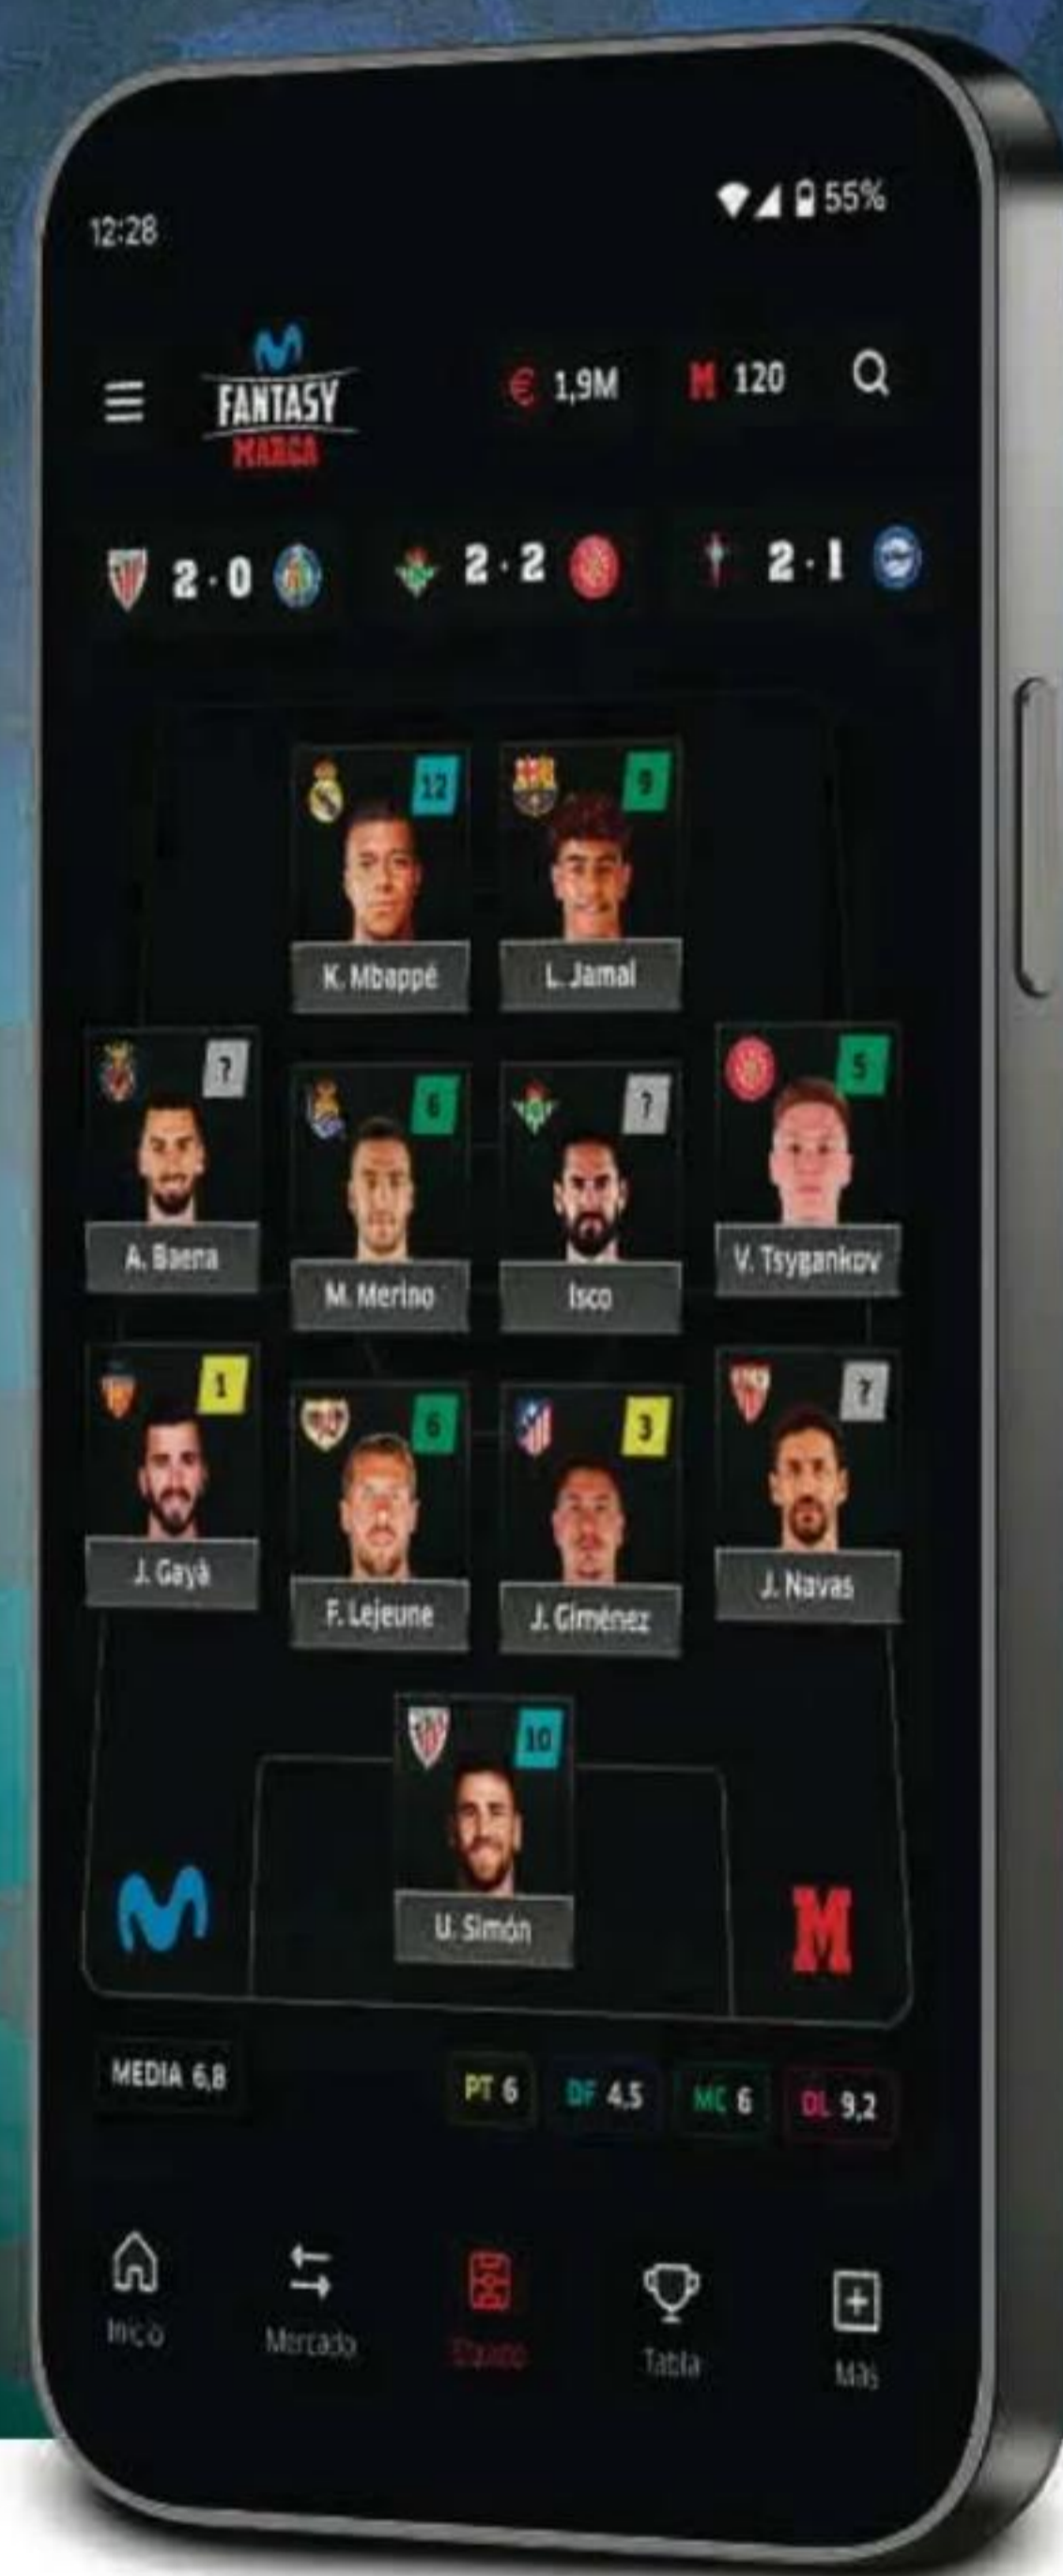 12:28 55%
FANTASY
MARCA
€ 1,9M M 120
2·0 2·2 2·1
12 9
K. Mbappé L. Jamal
? 6 ? 5
A. Baena M. Merino Isco V. Tsygankov
1 6 3 ?
J. Gayà F. Lejeune J. Giménez J. Navas
10
U. Simón
M
MEDIA 6,8 PT 6 DF 4,5 MC 6 DL 9,2
Inicio Mercado Equipo Tabla Más